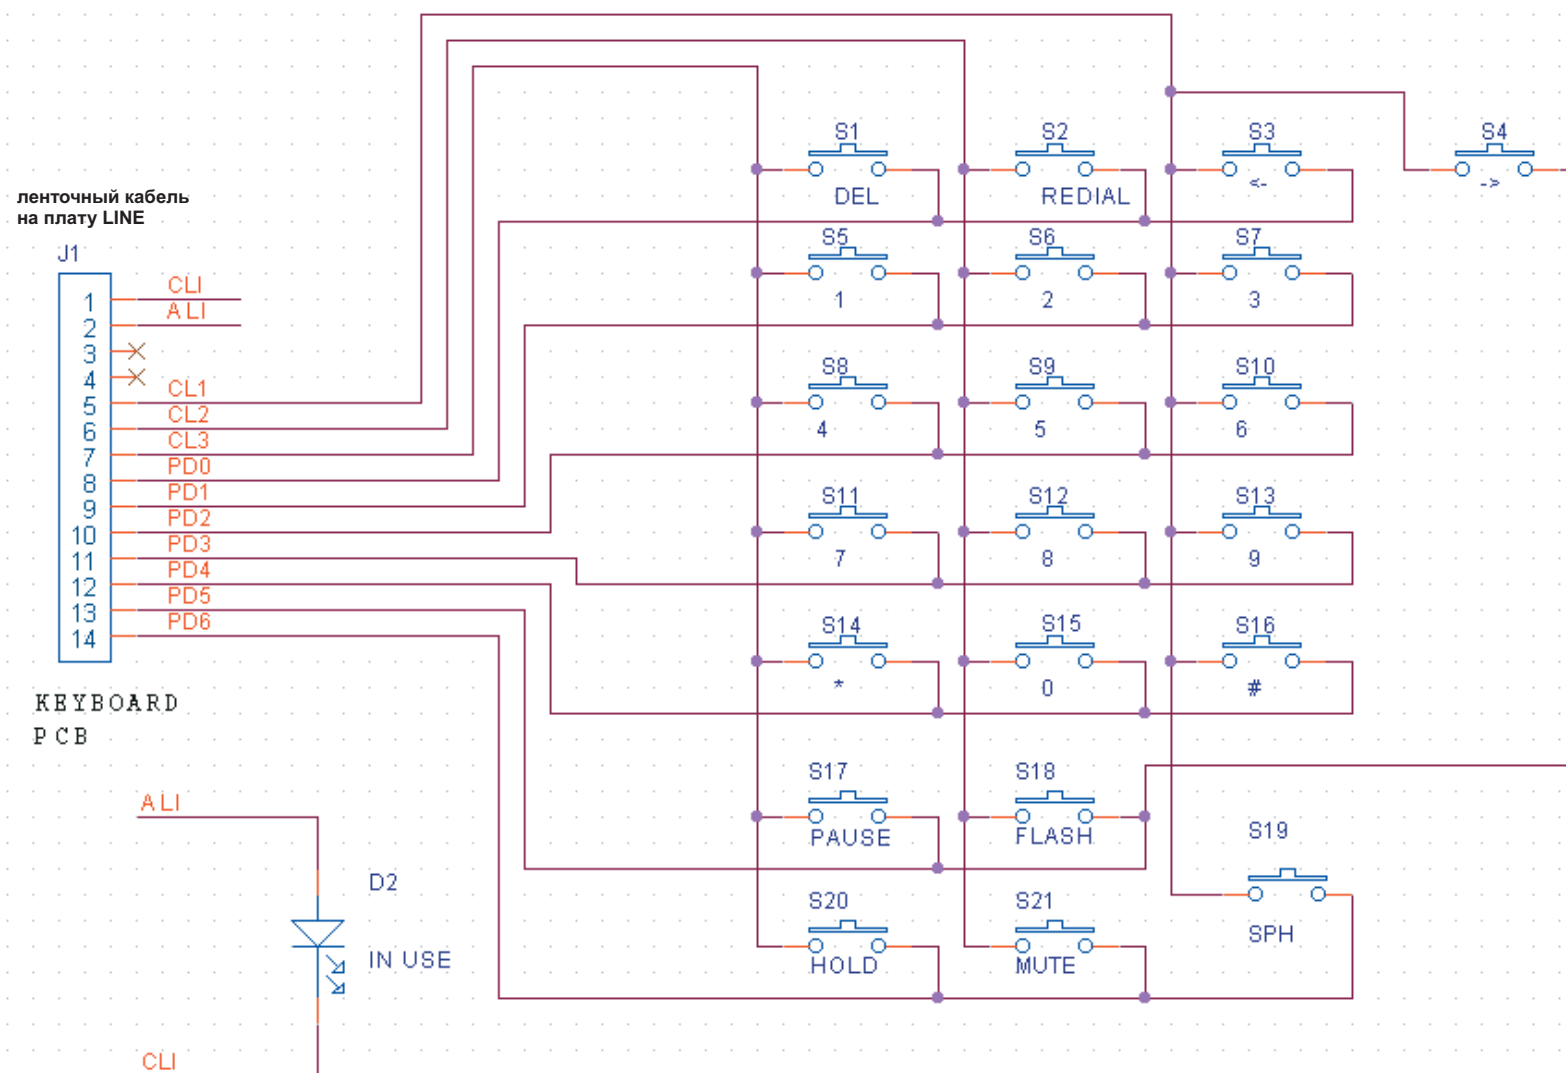 S1
S2
S3
S4
DEL
REDIAL
<-
->
ленточный кабель
на плату LINE
J1
S5
S6
S7
1
2
3
1
CLI
2
ALI
3
4
5
CL1
6
CL2
7
CL3
8
PD0
9
PD1
10
PD2
11
PD3
12
PD4
13
PD5
14
PD6
S8
S9
S10
4
5
6
S11
S12
S13
7
8
9
S14
S15
S16
*
0
#
KEYBOARD
PCB
S17
S18
PAUSE
FLASH
S19
SPH
S20
S21
HOLD
MUTE
ALI
D2
IN USE
CLI